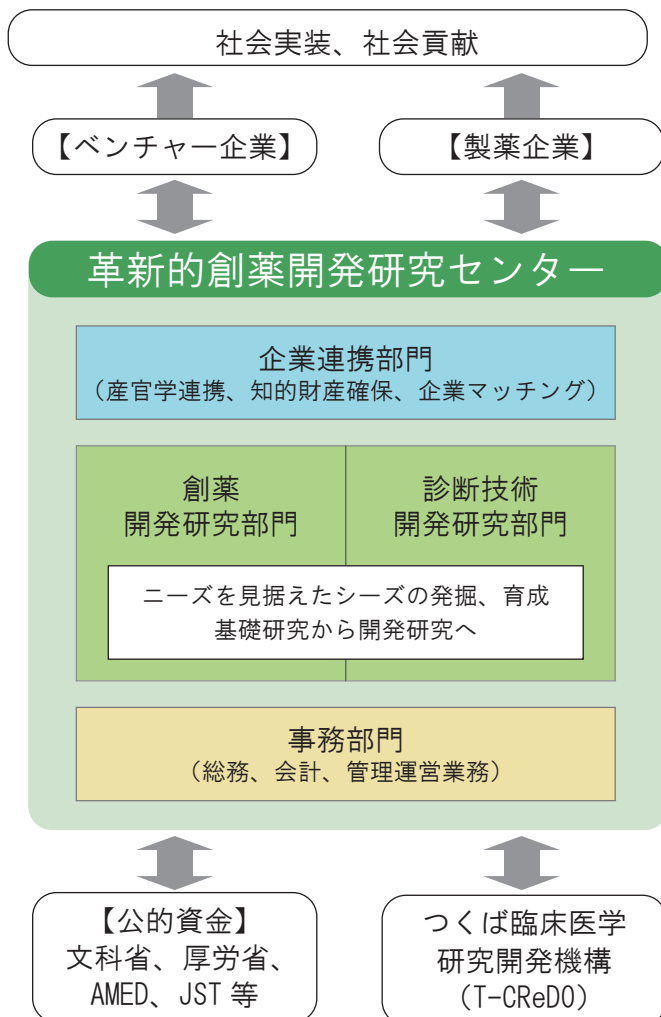 社会実装、社会貢献
【ベンチャー企業】
【製薬企業】
革新的創薬開発研究センター
企業連携部門
（産官学連携、知的財産確保、企業マッチング）
創薬
開発研究部門
診断技術
開発研究部門
ニーズを見据えたシーズの発掘、育成
基礎研究から開発研究へ
事務部門
（総務、会計、管理運営業務）
【公的資金】
文科省、厚労省、
AMED、JST 等
つくば臨床医学
研究開発機構
（T-CReDO）